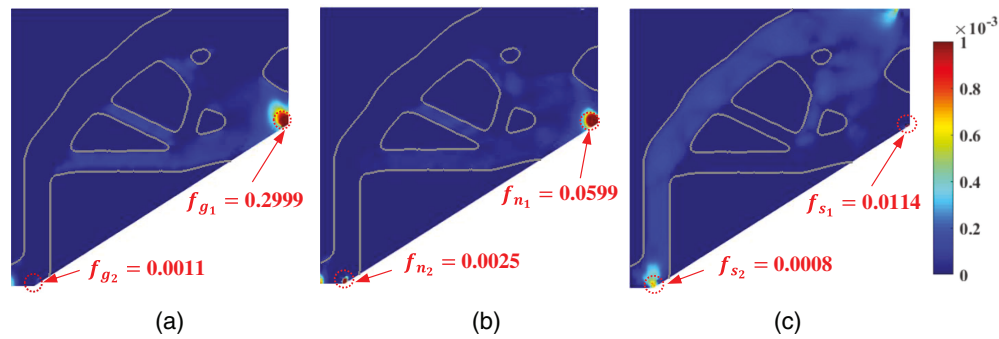 ×10⁻³
1
0.8
0.6
0.4
0.2
0
f_{g_1} = 0.2999
f_{n_1} = 0.0599
f_{s_1} = 0.0114
f_{g_2} = 0.0011
f_{n_2} = 0.0025
f_{s_2} = 0.0008
(a)
(b)
(c)